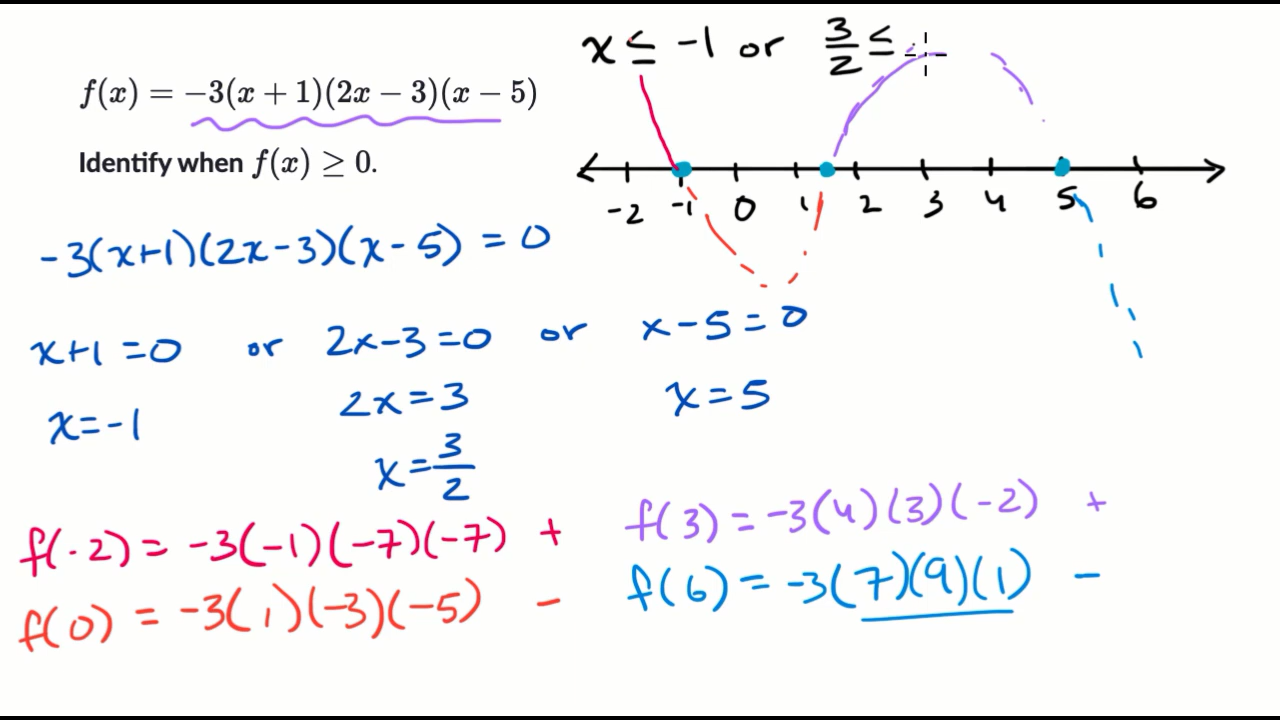 f(x) = −3(x + 1)(2x − 3)(x − 5)
Identify when f(x) ≥ 0.
x ≤ -1 or 3/2 ≤
-2 -1 0 1 2 3 4 5 6
-3(x+1)(2x-3)(x-5) = 0
x+1=0 or 2x-3=0 or x-5=0
x=-1 2x=3 x=5
x=3/2
f(-2) = -3(-1)(-7)(-7) +
f(0) = -3(1)(-3)(-5) -
f(3) = -3(4)(3)(-2) +
f(6) = -3(7)(9)(1) -